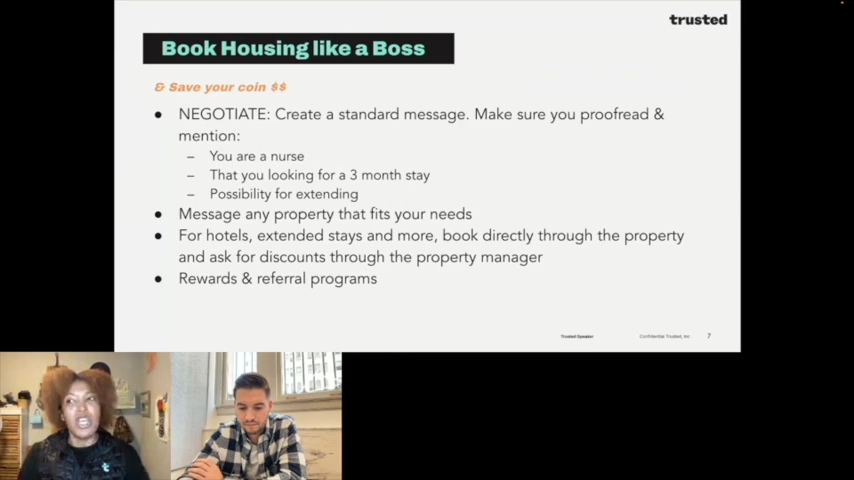 trusted
Book Housing like a Boss
& Save your coin $$
● NEGOTIATE: Create a standard message. Make sure you proofread &
mention:
– You are a nurse
– That you looking for a 3 month stay
– Possibility for extending
● Message any property that fits your needs
● For hotels, extended stays and more, book directly through the property
and ask for discounts through the property manager
● Rewards & referral programs
Trusted Speaker
Confidential Trusted, Inc
7